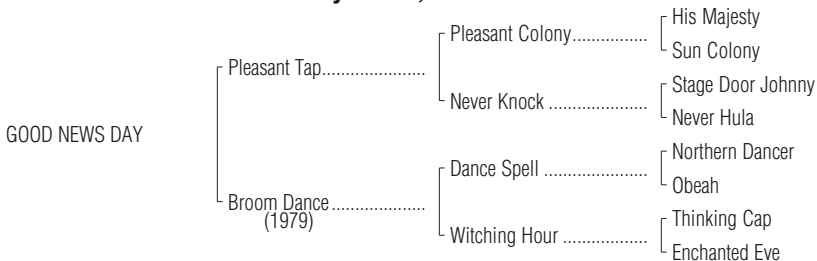 Pleasant Colony................ His Majesty
Sun Colony
Pleasant Tap......................
Never Knock ..................... Stage Door Johnny
Never Hula
GOOD NEWS DAY
Dance Spell ...................... Northern Dancer
Obeah
Broom Dance....................
(1979)
Witching Hour .................. Thinking Cap
Enchanted Eve